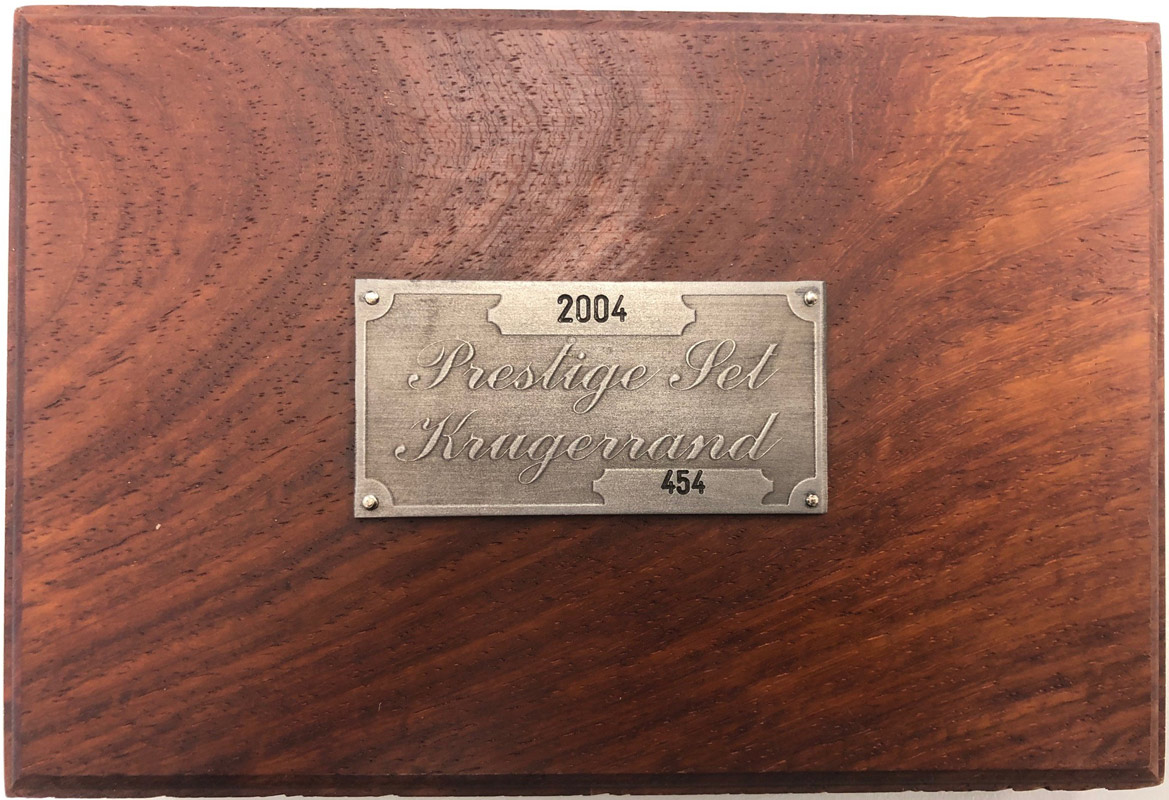 2004
Prestige Set
Krugerrand
454